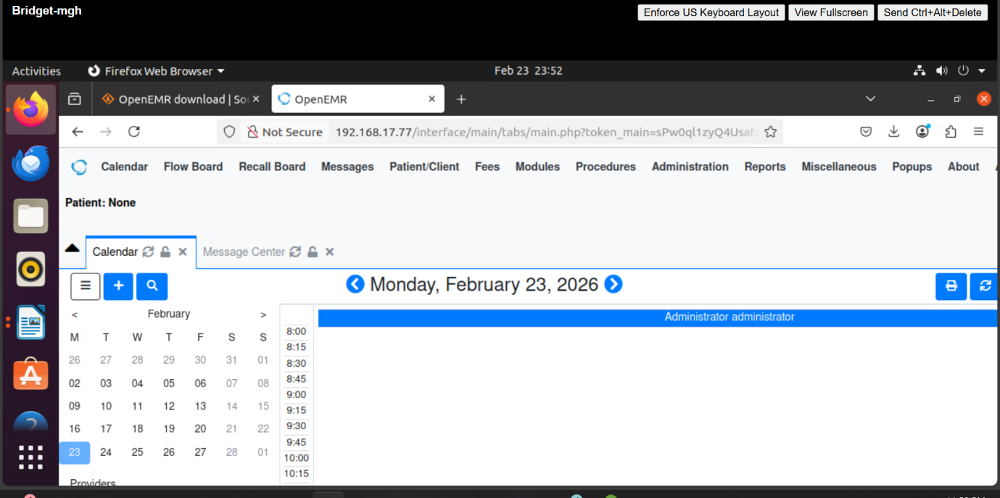 Bridget-mgh
Enforce US Keyboard Layout View Fullscreen Send Ctrl+Alt+Delete
Activities Firefox Web Browser Feb 23 23:52
OpenEMR download | Sou OpenEMR
Not Secure 192.168.17.77/interface/main/tabs/main.php?token_main=sPw0ql1zyQ4Usaf
Calendar Flow Board Recall Board Messages Patient/Client Fees Modules Procedures Administration Reports Miscellaneous Popups About
Patient: None
Calendar Message Center
Monday, February 23, 2026
< February >
M T W T F S S
26 27 28 29 30 31 01
02 03 04 05 06 07 08
09 10 11 12 13 14 15
16 17 18 19 20 21 22
23 24 25 26 27 28 01
Providers
Administrator administrator
8:00
8:15
8:30
8:45
9:00
9:15
9:30
9:45
10:00
10:15